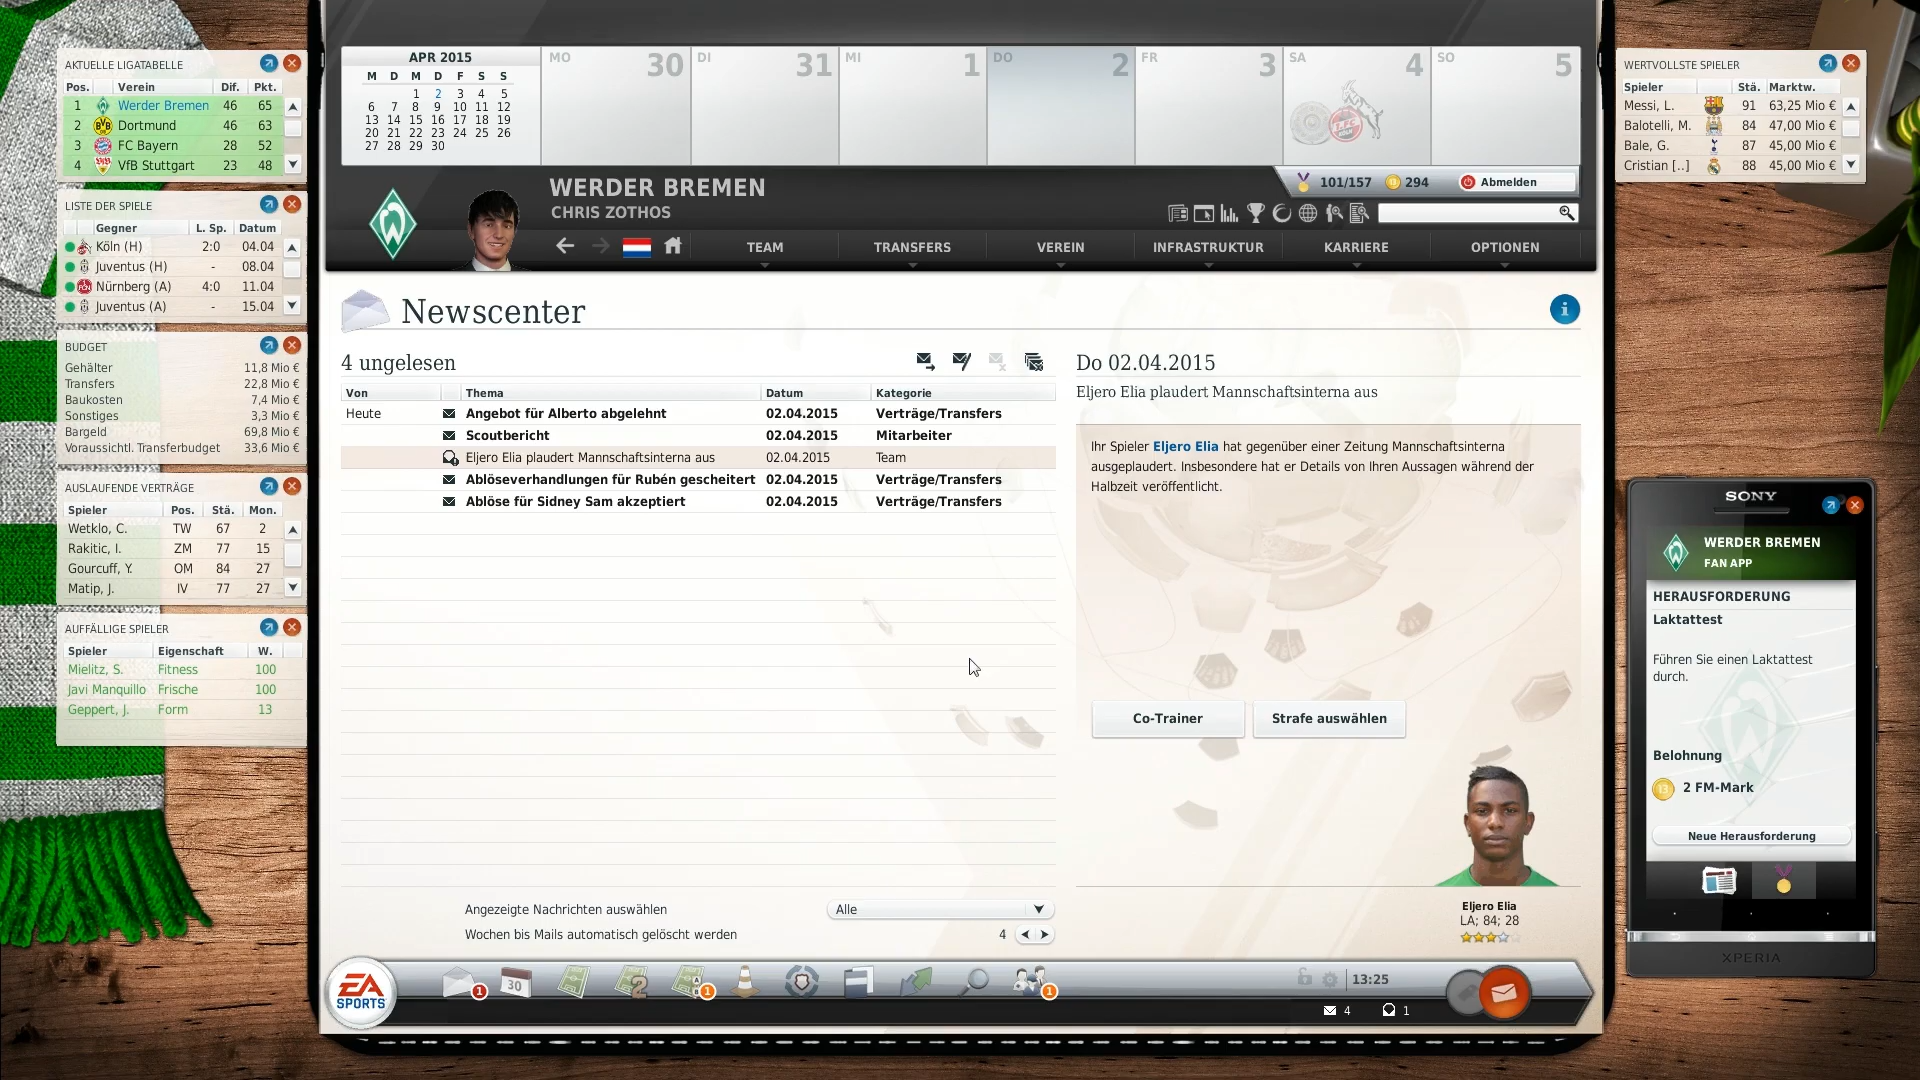 AKTUELLE LIGATABELLE
Pos. Verein Dif. Pkt.
1 Werder Bremen 46 65
2 Dortmund 46 63
3 FC Bayern 28 52
4 VfB Stuttgart 23 48
LISTE DER SPIELE
Gegner L. Sp. Datum
Köln (H) 2:0 04.04
Juventus (H) - 08.04
Nürnberg (A) 4:0 11.04
Juventus (A) - 15.04
BUDGET
Gehälter 11,8 Mio €
Transfers 22,8 Mio €
Baukosten 7,4 Mio €
Sonstiges 3,3 Mio €
Bargeld 69,8 Mio €
Voraussichtl. Transferbudget 33,6 Mio €
AUSLAUFENDE VERTRÄGE
Spieler Pos. Stä. Mon.
Wetklo, C. TW 67 2
Rakitic, I. ZM 77 15
Gourcuff, Y. OM 84 27
Matip, J. IV 77 27
AUFFÄLLIGE SPIELER
Spieler Eigenschaft W.
Mielitz, S. Fitness 100
Javi Manquillo Frische 100
Geppert, J. Form 13
APR 2015
M D M D F S S
1 2 3 4 5
6 7 8 9 10 11 12
13 14 15 16 17 18 19
20 21 22 23 24 25 26
27 28 29 30
MO 30 DI 31 MI 1 DO 2 FR 3 SA 4 SO 5
WERDER BREMEN
CHRIS ZOTHOS
101/157 294 Abmelden
TEAM TRANSFERS VEREIN INFRASTRUKTUR KARRIERE OPTIONEN
Newscenter
4 ungelesen
Von Thema Datum Kategorie
Heute Angebot für Alberto abgelehnt 02.04.2015 Verträge/Transfers
Scoutbericht 02.04.2015 Mitarbeiter
Eljero Elia plaudert Mannschaftsinterna aus 02.04.2015 Team
Ablöseverhandlungen für Rubén gescheitert 02.04.2015 Verträge/Transfers
Ablöse für Sidney Sam akzeptiert 02.04.2015 Verträge/Transfers
Angezeigte Nachrichten auswählen Alle
Wochen bis Mails automatisch gelöscht werden 4
Do 02.04.2015
Eljero Elia plaudert Mannschaftsinterna aus
Ihr Spieler Eljero Elia hat gegenüber einer Zeitung Mannschaftsinterna
ausgeplaudert. Insbesondere hat er Details von Ihren Aussagen während der
Halbzeit veröffentlicht.
Co-Trainer Strafe auswählen
Eljero Elia
LA; 84; 28
EA SPORTS
1 30 2 1 1
13:25
4 1
WERTVOLLSTE SPIELER
Spieler Stä. Marktw.
Messi, L. 91 63,25 Mio €
Balotelli, M. 84 47,00 Mio €
Bale, G. 87 45,00 Mio €
Cristian [..] 88 45,00 Mio €
SONY
WERDER BREMEN
FAN APP
HERAUSFORDERUNG
Laktattest
Führen Sie einen Laktattest
durch.
Belohnung
2 FM-Mark
Neue Herausforderung
XPERIA